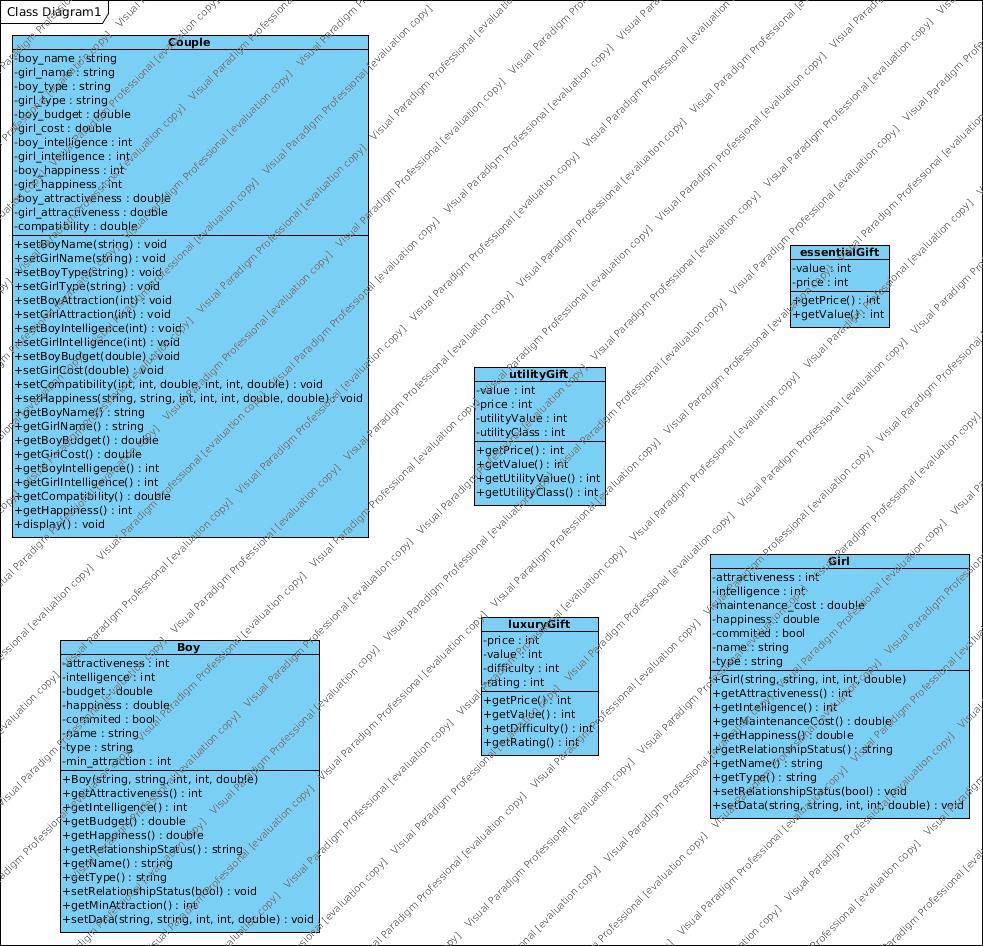 Class Diagram1
Couple
-boy_name : string
-girl_name : string
-boy_type : string
-girl_type : string
-boy_budget : double
-girl_cost : double
-boy_intelligence : int
-girl_intelligence : int
-boy_happiness : int
-girl_happiness : int
-boy_attractiveness : double
-girl_attractiveness : double
-compatibility : double
+setBoyName(string) : void
+setGirlName(string) : void
+setBoyType(string) : void
+setGirlType(string) : void
+setBoyAttraction(int) : void
+setGirlAttraction(int) : void
+setBoyIntelligence(int) : void
+setGirlIntelligence(int) : void
+setBoyBudget(double) : void
+setGirlCost(double) : void
+setCompatibility(int, int, double, int, int, double) : void
+setHappiness(string, string, int, int, int, double, double) : void
+getBoyName() : string
+getGirlName() : string
+getBoyBudget() : double
+getGirlCost() : double
+getBoyIntelligence() : int
+getGirlIntelligence() : int
+getCompatibility() : double
+getHappiness() : int
+display() : void
essentialGift
-value : int
-price : int
+getPrice() : int
+getValue() : int
utilityGift
-value : int
-price : int
-utilityValue : int
-utilityClass : int
+getPrice() : int
+getValue() : int
+getUtilityValue() : int
+getUtilityClass() : int
Girl
-attractiveness : int
-intelligence : int
-maintenance_cost : double
-happiness : double
-commited : bool
-name : string
-type : string
+Girl(string, string, int, int, double)
+getAttractiveness() : int
+getIntelligence() : int
+getMaintenanceCost() : double
+getHappiness() : double
+getRelationshipStatus() : string
+getName() : string
+getType() : string
+setRelationshipStatus(bool) : void
+setData(string, string, int, int, double) : void
luxuryGift
-price : int
-value : int
-difficulty : int
-rating : int
+getPrice() : int
+getValue() : int
+getDifficulty() : int
+getRating() : int
Boy
-attractiveness : int
-intelligence : int
-budget : double
-happiness : double
-commited : bool
-name : string
-type : string
-min_attraction : int
+Boy(string, string, int, int, double)
+getAttractiveness() : int
+getIntelligence() : int
+getBudget() : double
+getHappiness() : double
+getRelationshipStatus() : string
+getName() : string
+getType() : string
+setRelationshipStatus(bool) : void
+getMinAttraction() : int
+setData(string, string, int, int, double) : void
Visual Paradigm Professional [evaluation copy]